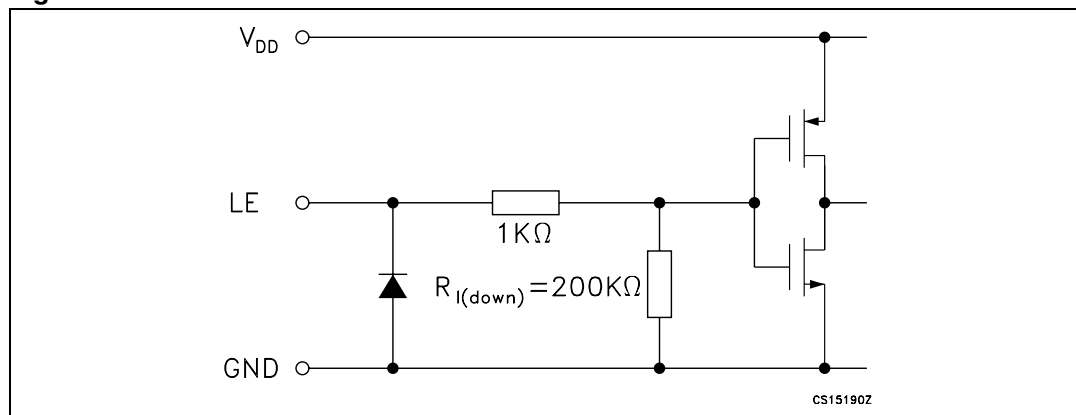 V_DD
LE
1KΩ
R_I(down)=200KΩ
GND
CS15190Z